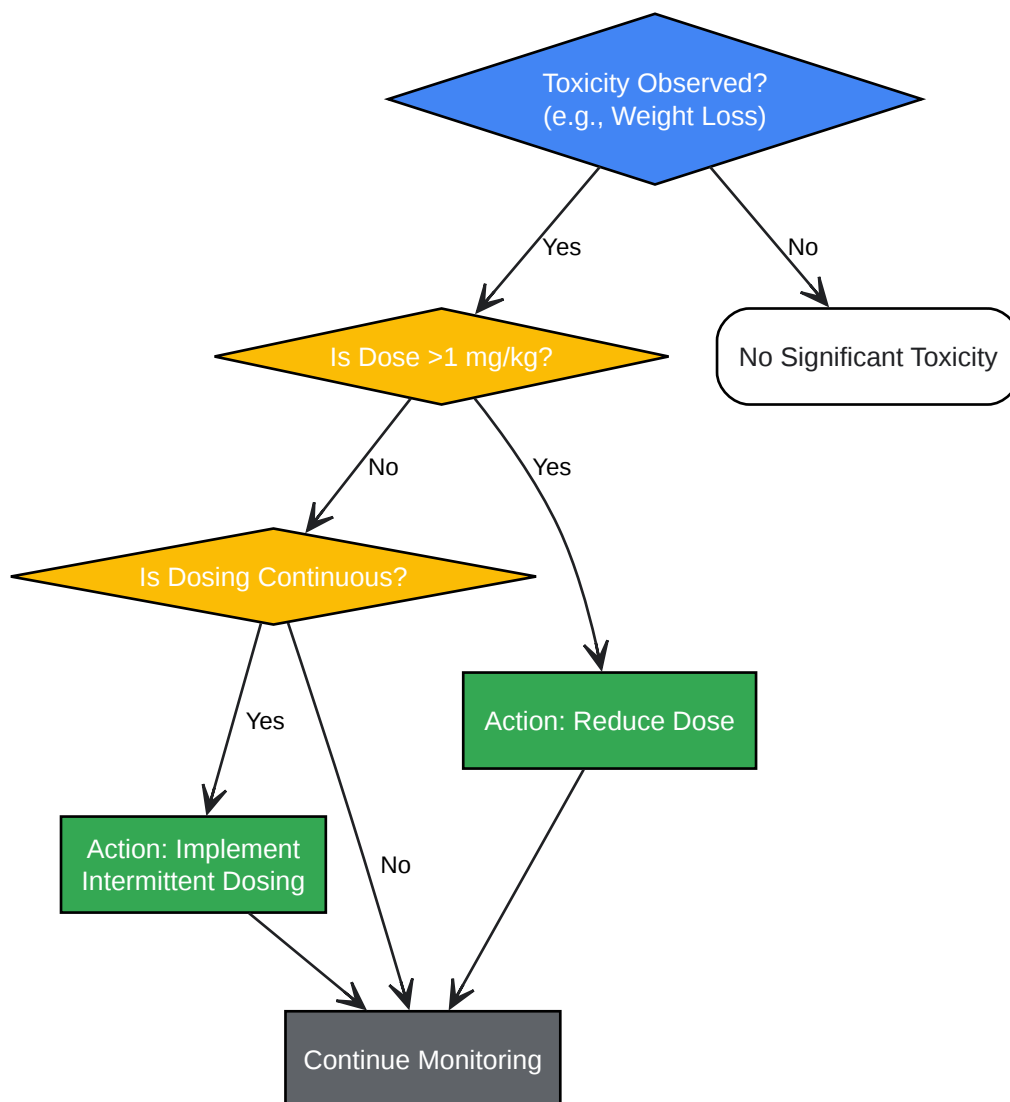 Toxicity Observed?
(e.g., Weight Loss)
Yes
No
Is Dose >1 mg/kg?
No Significant Toxicity
No
Yes
Is Dosing Continuous?
Yes
Action: Reduce Dose
Action: Implement
Intermittent Dosing
No
Continue Monitoring